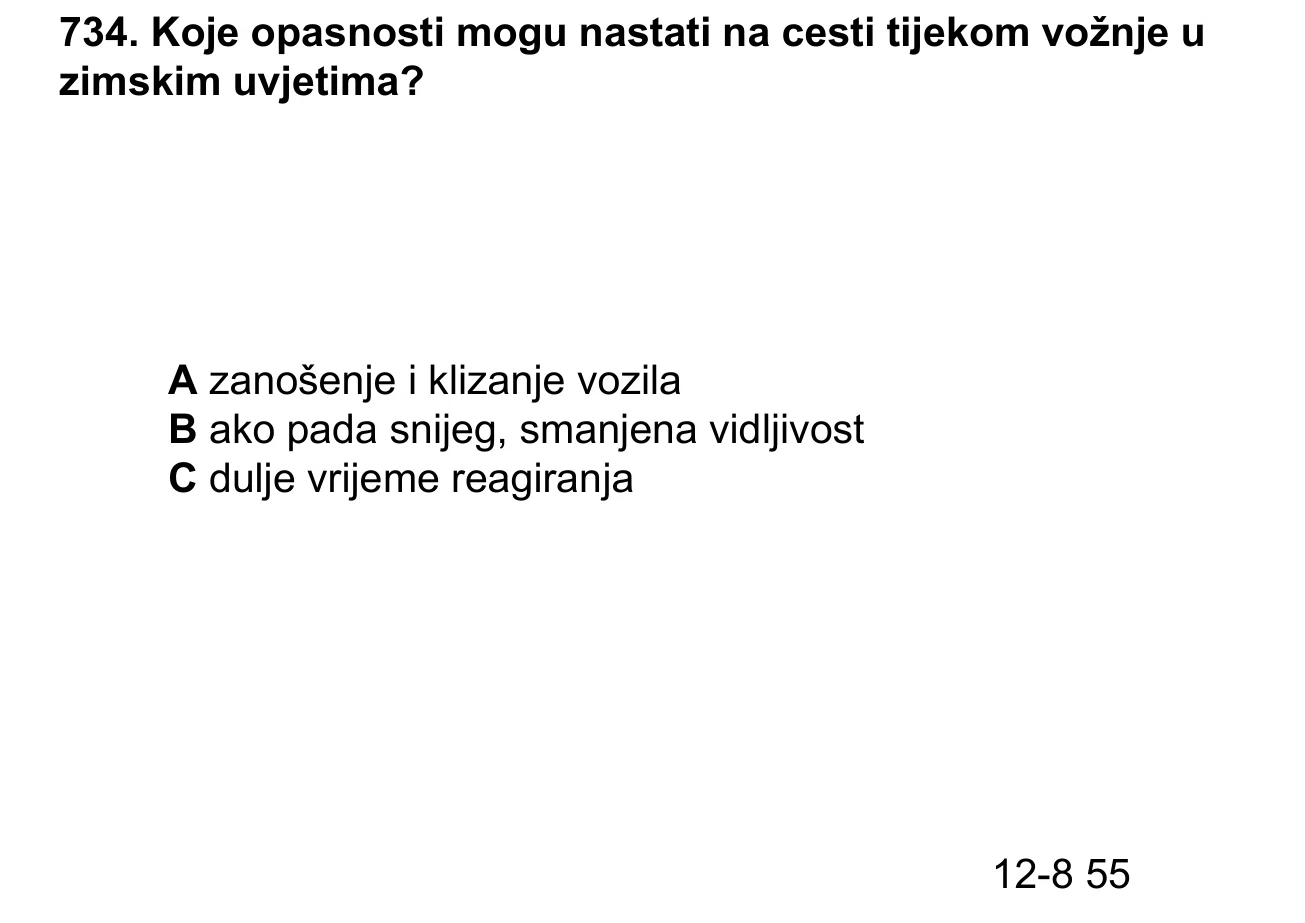 734. Koje opasnosti mogu nastati na cesti tijekom vožnje u
zimskim uvjetima?
A zanošenje i klizanje vozila
B ako pada snijeg, smanjena vidljivost
C dulje vrijeme reagiranja
12-8 55